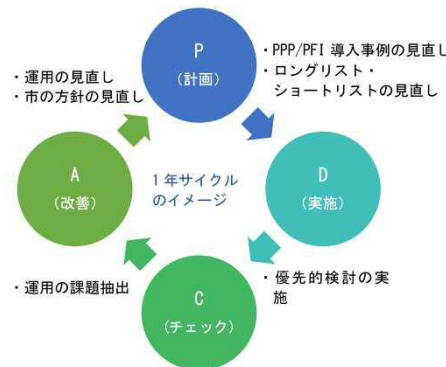 P
(計画)
・PPP/PFI 導入事例の見直し
・ロングリスト・
ショートリストの見直し
・運用の見直し
・市の方針の見直し
A
(改善)
1年サイクル
のイメージ
D
(実施)
・優先的検討の実
施
C
(チェック)
・運用の課題抽出